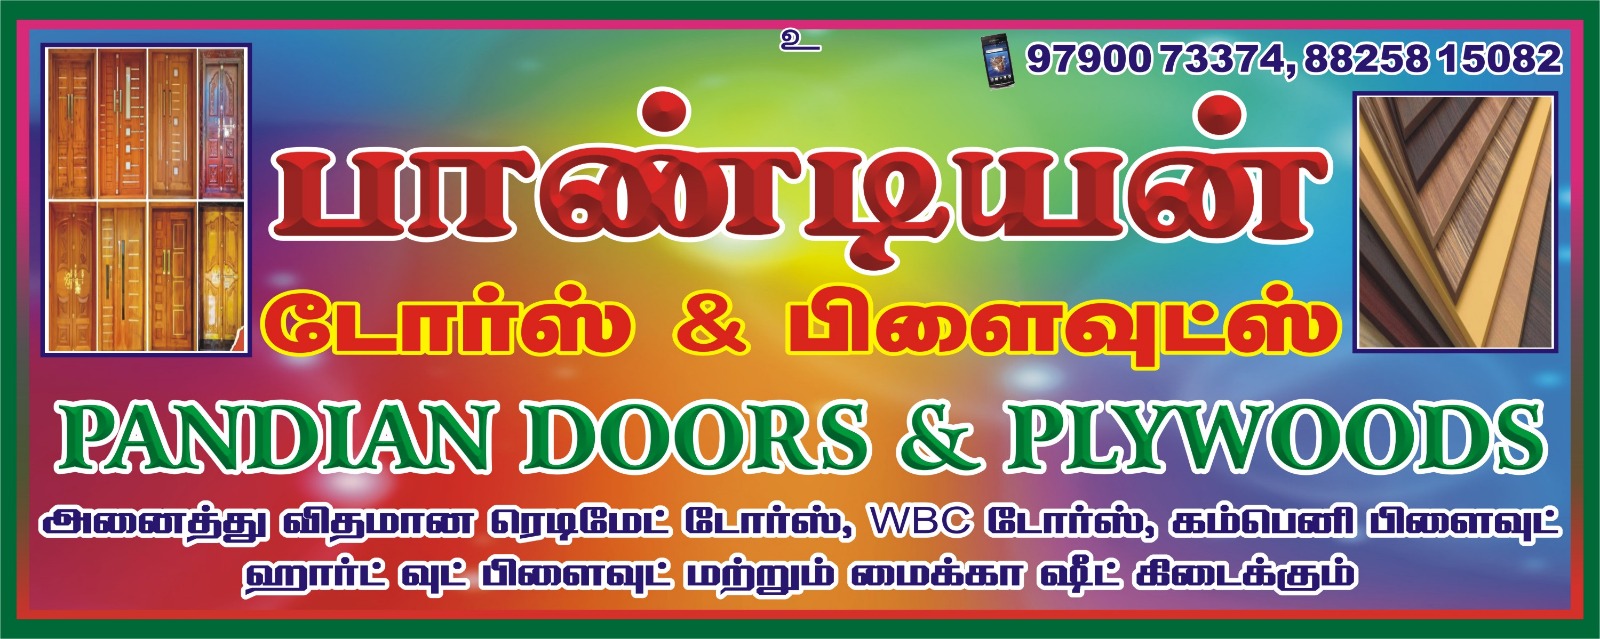 உ
97900 73374, 88258 15082
பாண்டியன்
டோர்ஸ் & பிளைவுட்ஸ்
PANDIAN DOORS & PLYWOODS
அனைத்து விதமான ரெடிமேட் டோர்ஸ், WBC டோர்ஸ், கம்பெனி பிளைவுட்
ஹார்ட் வுட் பிளைவுட் மற்றும் மைக்கா ஷீட் கிடைக்கும்